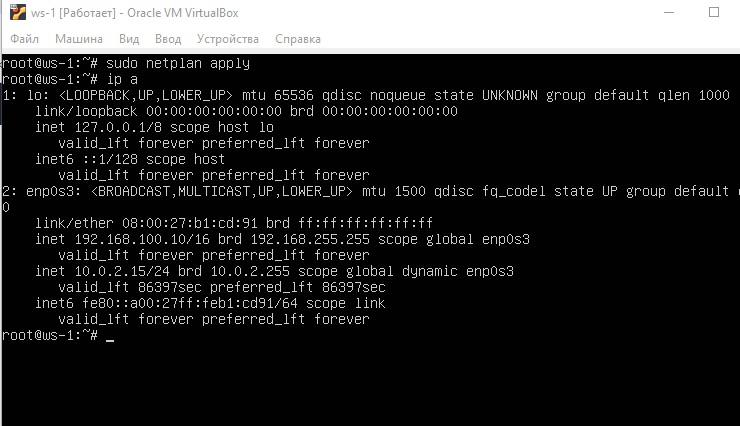 ws-1 [Работает] - Oracle VM VirtualBox
Файл Машина Вид Ввод Устройства Справка
root@ws-1:~# sudo netplan apply
root@ws-1:~# ip a
1: lo: <LOOPBACK,UP,LOWER_UP> mtu 65536 qdisc noqueue state UNKNOWN group default qlen 1000
    link/loopback 00:00:00:00:00:00 brd 00:00:00:00:00:00
    inet 127.0.0.1/8 scope host lo
       valid_lft forever preferred_lft forever
    inet6 ::1/128 scope host
       valid_lft forever preferred_lft forever
2: enp0s3: <BROADCAST,MULTICAST,UP,LOWER_UP> mtu 1500 qdisc fq_codel state UP group default
0
    link/ether 08:00:27:b1:cd:91 brd ff:ff:ff:ff:ff:ff
    inet 192.168.100.10/16 brd 192.168.255.255 scope global enp0s3
       valid_lft forever preferred_lft forever
    inet 10.0.2.15/24 brd 10.0.2.255 scope global dynamic enp0s3
       valid_lft 86397sec preferred_lft 86397sec
    inet6 fe80::a00:27ff:feb1:cd91/64 scope link
       valid_lft forever preferred_lft forever
root@ws-1:~# _